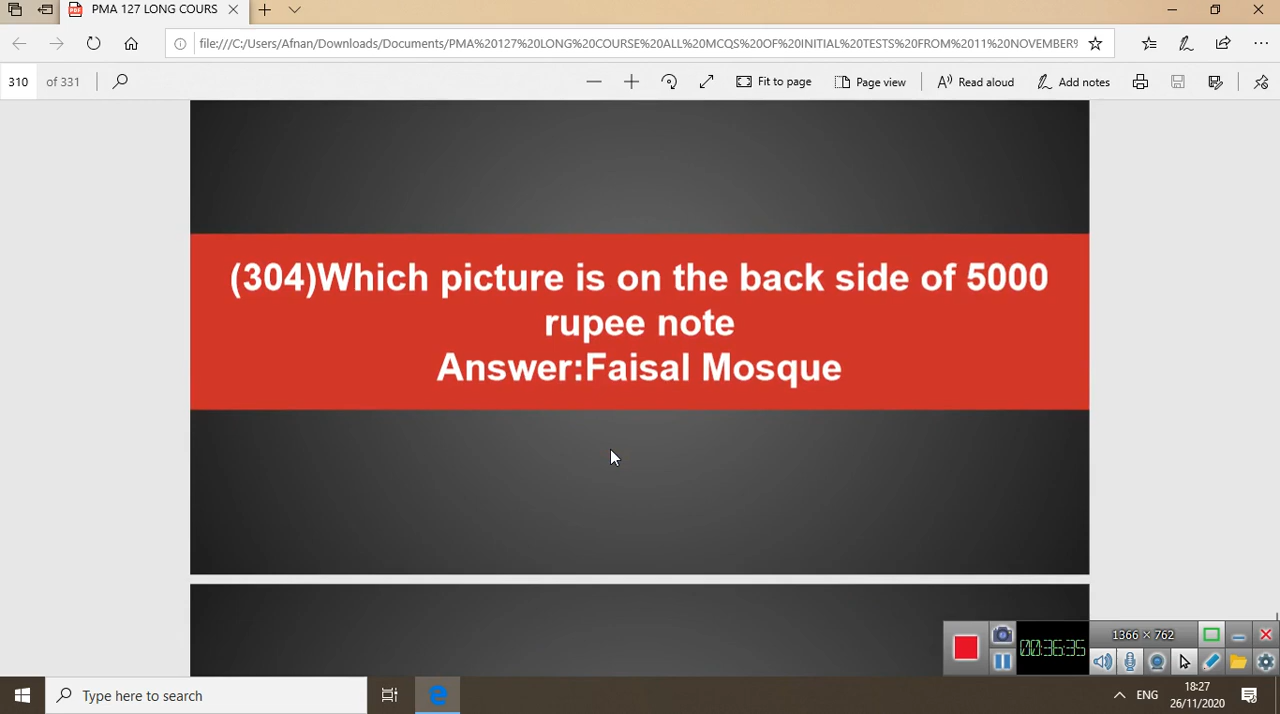 PMA 127 LONG COURS
file:///C:/Users/Afnan/Downloads/Documents/PMA%20127%20LONG%20COURSE%20ALL%20MCQS%20OF%20INITIAL%20TESTS%20FROM%2011%20NOVEMBER%
310 of 331
Fit to page
Page view
Read aloud
Add notes
(304)Which picture is on the back side of 5000
rupee note
Answer:Faisal Mosque
1366 × 762
00:36:35
Type here to search
ENG
18:27
26/11/2020